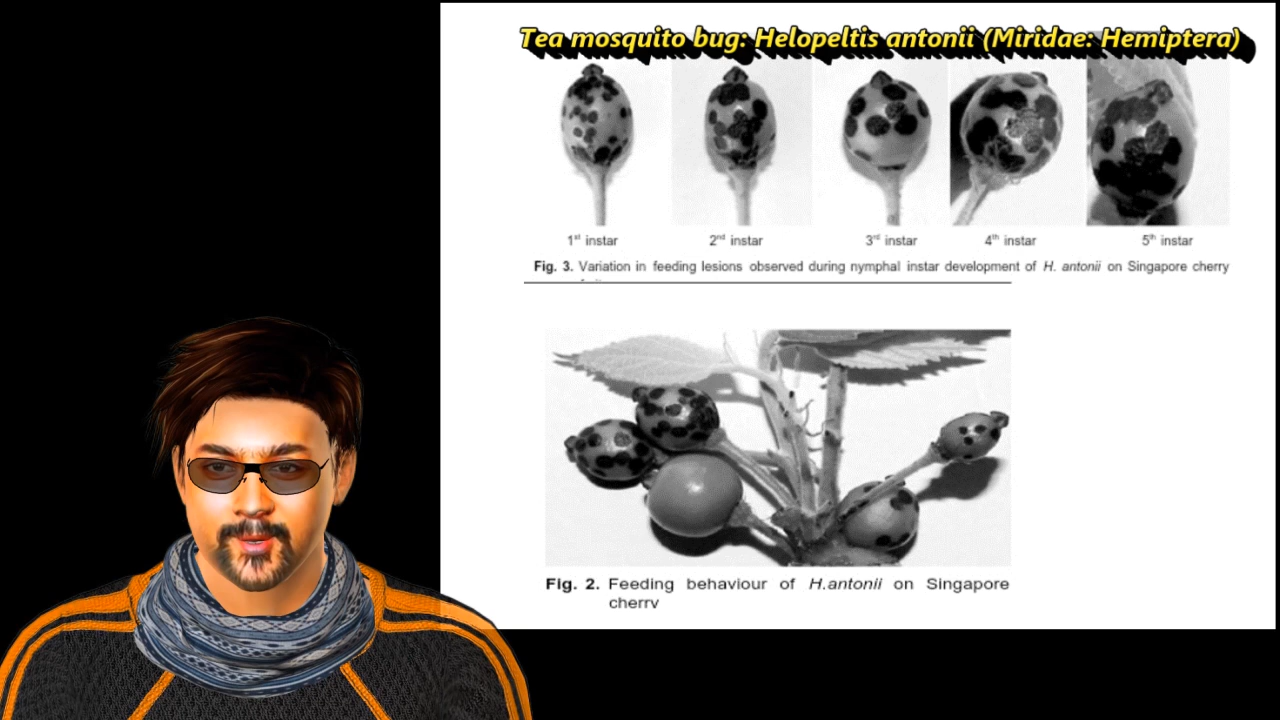 Tea mosquito bug: Helopeltis antonii (Miridae: Hemiptera)
1st instar 2nd instar 3rd instar 4th instar 5th instar
Fig. 3. Variation in feeding lesions observed during nymphal instar development of H. antonii on Singapore cherry
Fig. 2. Feeding behaviour of H.antonii on Singapore
cherry